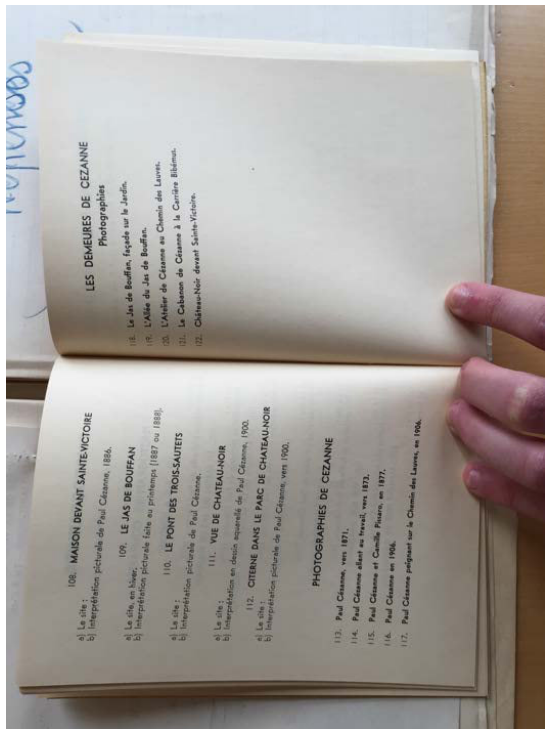 108. MAISON DEVANT SAINTE-VICTOIRE
a) Le site :
b) Interprétation picturale de Paul Cézanne, 1886.
109. LE JAS DE BOUFFAN
a) Le site, en hiver.
b) Interprétation picturale faite au printemps (1887 ou 1888).
110. LE PONT DES TROIS-SAUTETS
a) Le site :
b) Interprétation picturale de Paul Cézanne.
111. VUE DE CHATEAU-NOIR
a) Le site :
b) Interprétation en dessin aquarellé de Paul Cézanne, 1900.
112. CITERNE DANS LE PARC DE CHATEAU-NOIR
a) Le site :
b) Interprétation picturale de Paul Cézanne, vers 1900.
PHOTOGRAPHIES DE CEZANNE
113. Paul Cézanne, vers 1871.
114. Paul Cézanne allant au travail, vers 1873.
115. Paul Cézanne et Camille Pissaro, en 1877.
116. Paul Cézanne en 1906.
117. Paul Cézanne peignant sur le Chemin des Lauves, en 1906.
LES DEMEURES DE CEZANNE
Photographies
118. Le Jas de Bouffan, façade sur le Jardin.
119. L'Allée du Jas de Bouffan.
120. L'Atelier de Cézanne au Chemin des Lauves.
121. Le Cabanon de Cézanne à la Carrière Bibémus.
122. Château-Noir devant Sainte-Victoire.